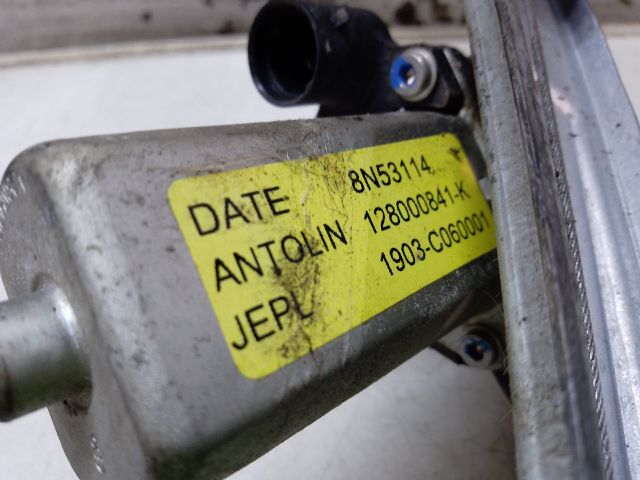 DATE 8N53114
ANTOLIN 128000841-K
JEPL 1903-C060001